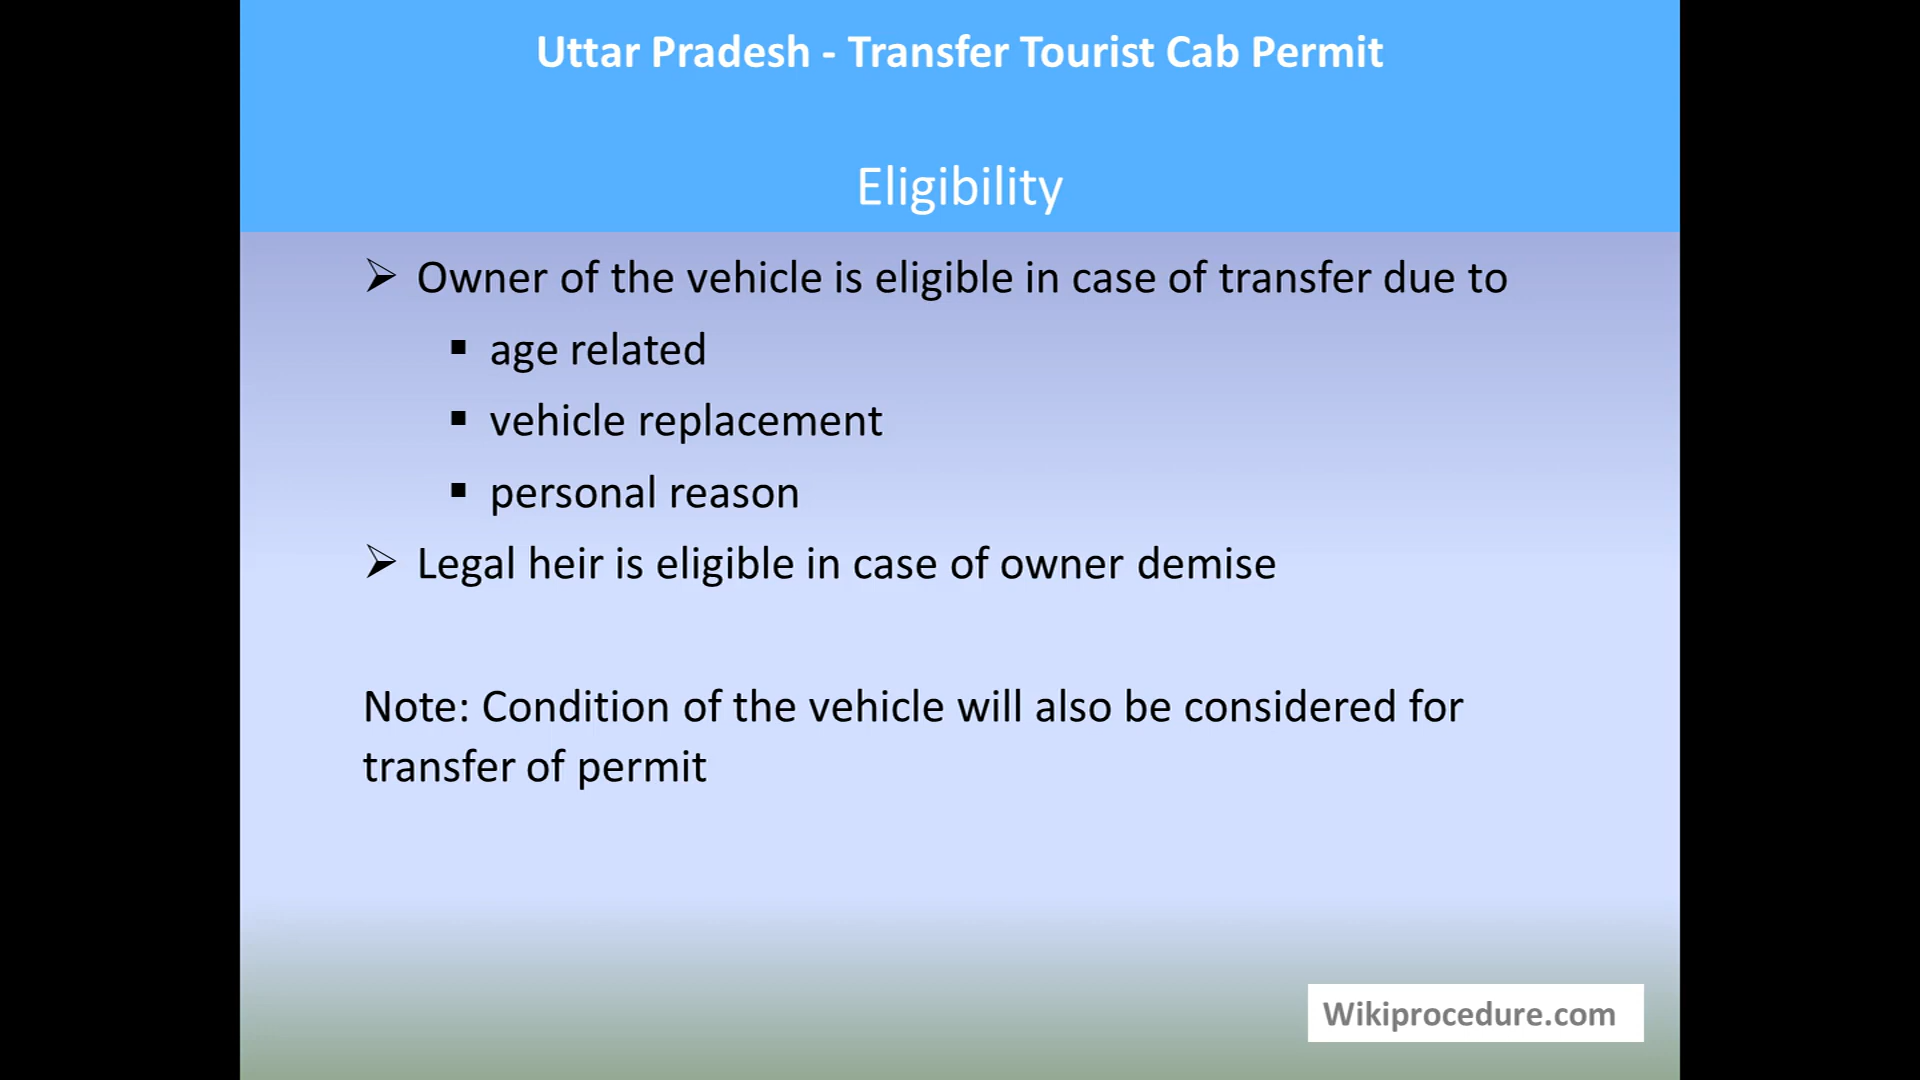 Uttar Pradesh - Transfer Tourist Cab Permit
Eligibility
Owner of the vehicle is eligible in case of transfer due to
age related
vehicle replacement
personal reason
Legal heir is eligible in case of owner demise
Note: Condition of the vehicle will also be considered for
transfer of permit
Wikiprocedure.com